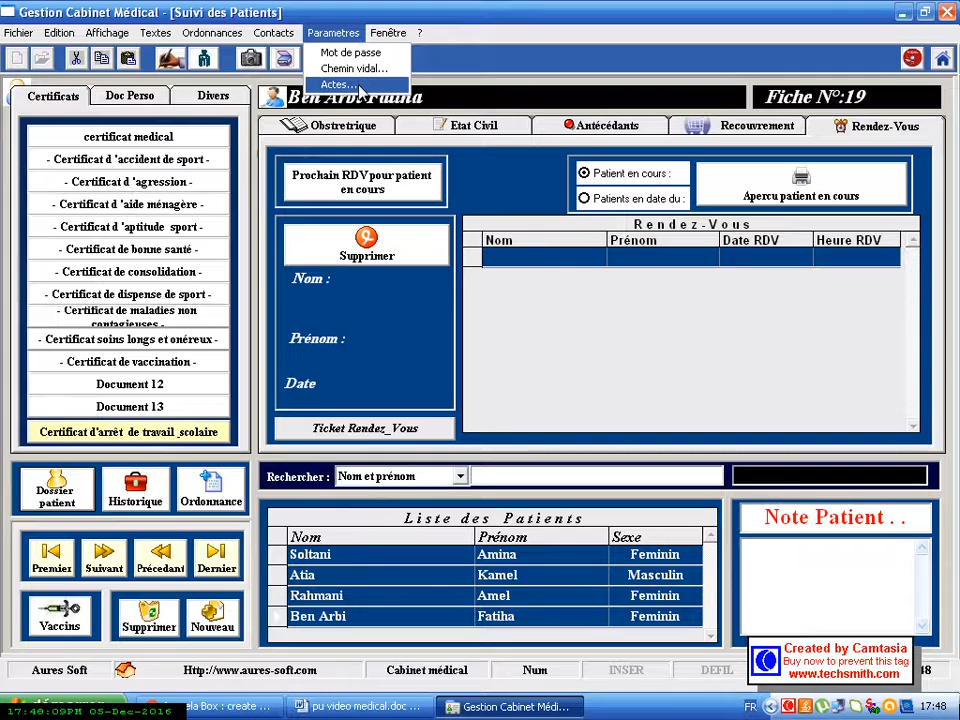 Gestion Cabinet Médical - [Suivi des Patients]
Fichier Edition Affichage Textes Ordonnances Contacts Parametres Fenêtre ?
Mot de passe
Chemin vidal...
Actes...
Certificats Doc Perso Divers
Fiche N°:19
Obstretrique Etat Civil Antécédants Recouvrement Rendez-Vous
certificat medical
- Certificat d 'accident de sport -
- Certificat d 'agression -
- Certificat d 'aide ménagère -
- Certificat d 'aptitude sport -
- Certificat de bonne santé -
- Certificat de consolidation -
- Certificat de dispense de sport -
- Certificat de maladies non
contagieuses -
- Certificat soins longs et onéreux -
- Certificat de vaccination -
Document 12
Document 13
Certificat d'arrêt de travail_scolaire
Prochain RDV pour patient
en cours
Patient en cours :
Patients en date du :
Apercu patient en cours
Supprimer
Nom :
Prénom :
Date
Ticket Rendez_Vous
Rendez-Vous
Nom Prénom Date RDV Heure RDV
Rechercher : Nom et prénom
Dossier
patient
Historique
Ordonnance
Premier Suivant Précedant Dernier
Vaccins Supprimer Nouveau
Liste des Patients
Nom Prénom Sexe
Soltani Amina Feminin
Atia Kamel Masculin
Rahmani Amel Feminin
Ben Arbi Fatiha Feminin
Note Patient . .
Created by Camtasia
Buy now to prevent this tag
www.techsmith.com
Aures Soft Http://www.aures-soft.com Cabinet médical Num INSER DEFIL 48
17:48:09PM 05-Dec-2016
la Box : create ... pu video medical.doc ... Gestion Cabinet Médi... FR 17:48